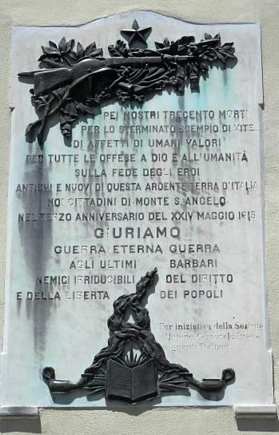 PEI NOSTRI TRECENTO MORTI
PER LO STERMINATO SCEMPIO DI VITE
DI AFFETTI DI UMANI VALORI
PER TUTTE LE OFFESE A DIO E ALL'UMANITÀ
SULLA FEDE DEGLI EROI
ANTICHI E NUOVI DI QUESTA ARDENTE TERRA D'ITALIA
NOI CITTADINI DI MONTE S. ANGELO
NEL TERZO ANNIVERSARIO DEL XXIV MAGGIO 1915
GIURIAMO
GUERRA ETERNA GUERRA
AGLI ULTIMI BARBARI
NEMICI IRRIDUCIBILI DEL DIRITTO
E DELLA LIBERTA DEI POPOLI
Per iniziativa della Sezione